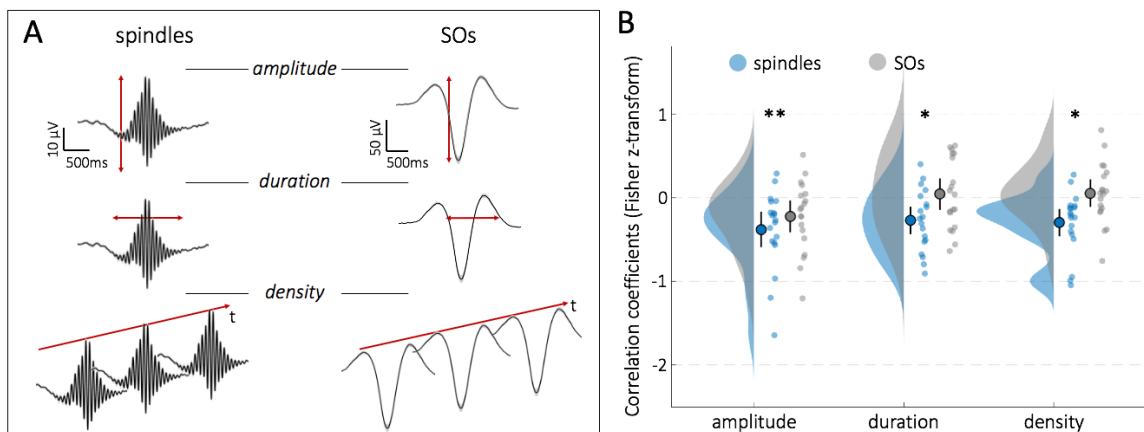 A
spindles
SOs
amplitude
10 µV
500ms
50 µV
500ms
duration
density
t
t
B
spindles
SOs
Correlation coefficients (Fisher z-transform)
1
0
-1
-2
**
*
*
amplitude
duration
density